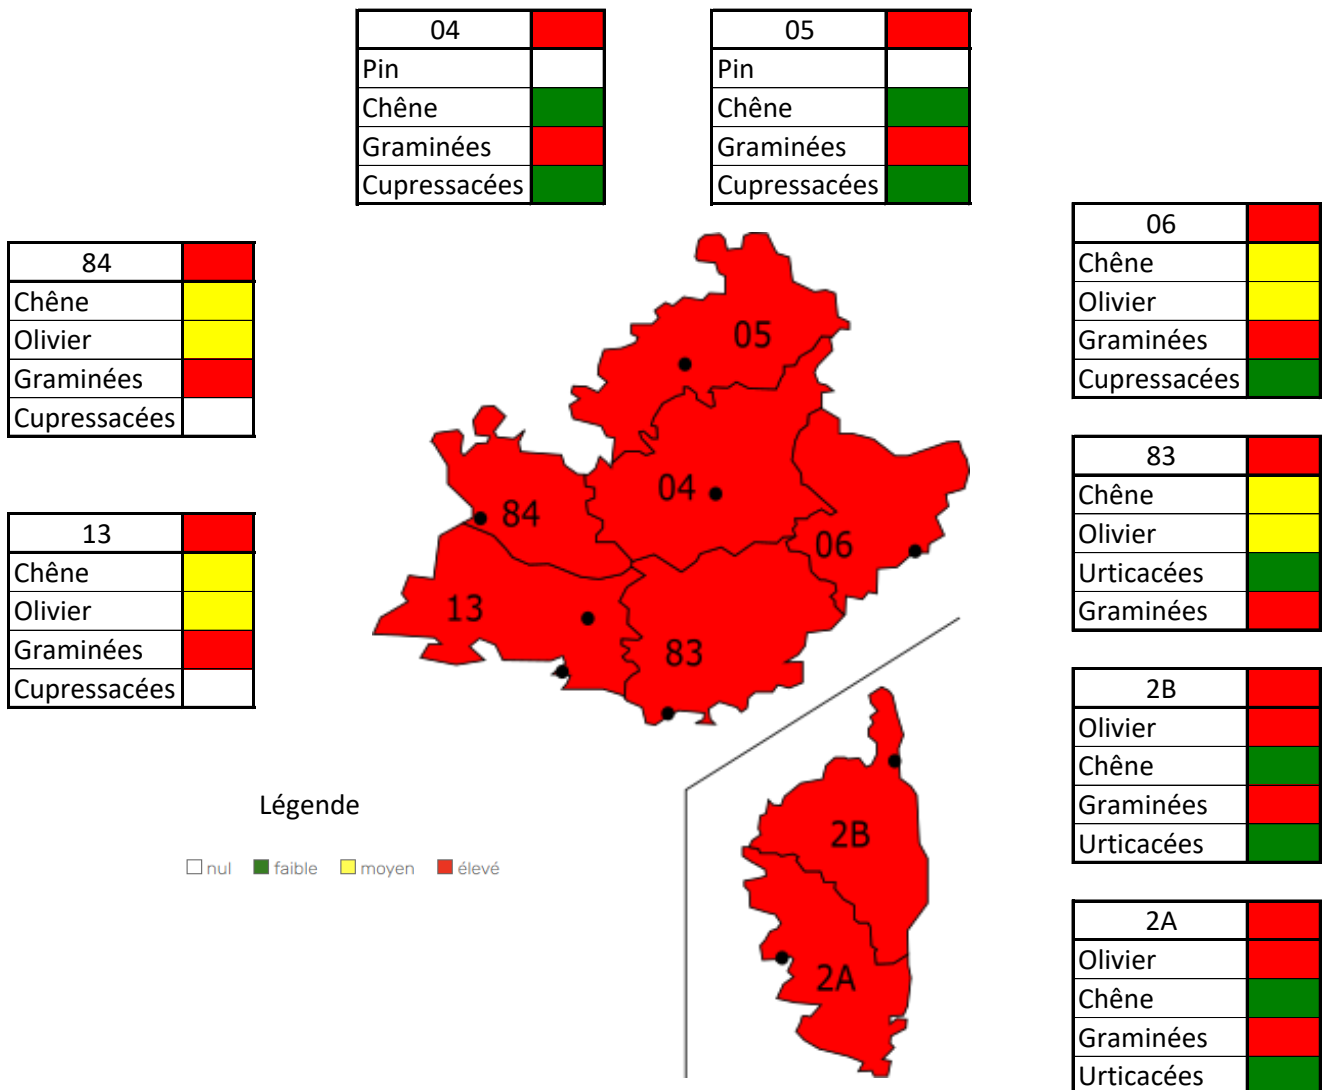 04
Pin
Chêne
Graminées
Cupressacées
05
Pin
Chêne
Graminées
Cupressacées
84
Chêne
Olivier
Graminées
Cupressacées
13
Chêne
Olivier
Graminées
Cupressacées
06
Chêne
Olivier
Graminées
Cupressacées
83
Chêne
Olivier
Urticacées
Graminées
2B
Olivier
Chêne
Graminées
Urticacées
2A
Olivier
Chêne
Graminées
Urticacées
05
04
84
06
13
83
2B
2A
Légende
nul faible moyen élevé